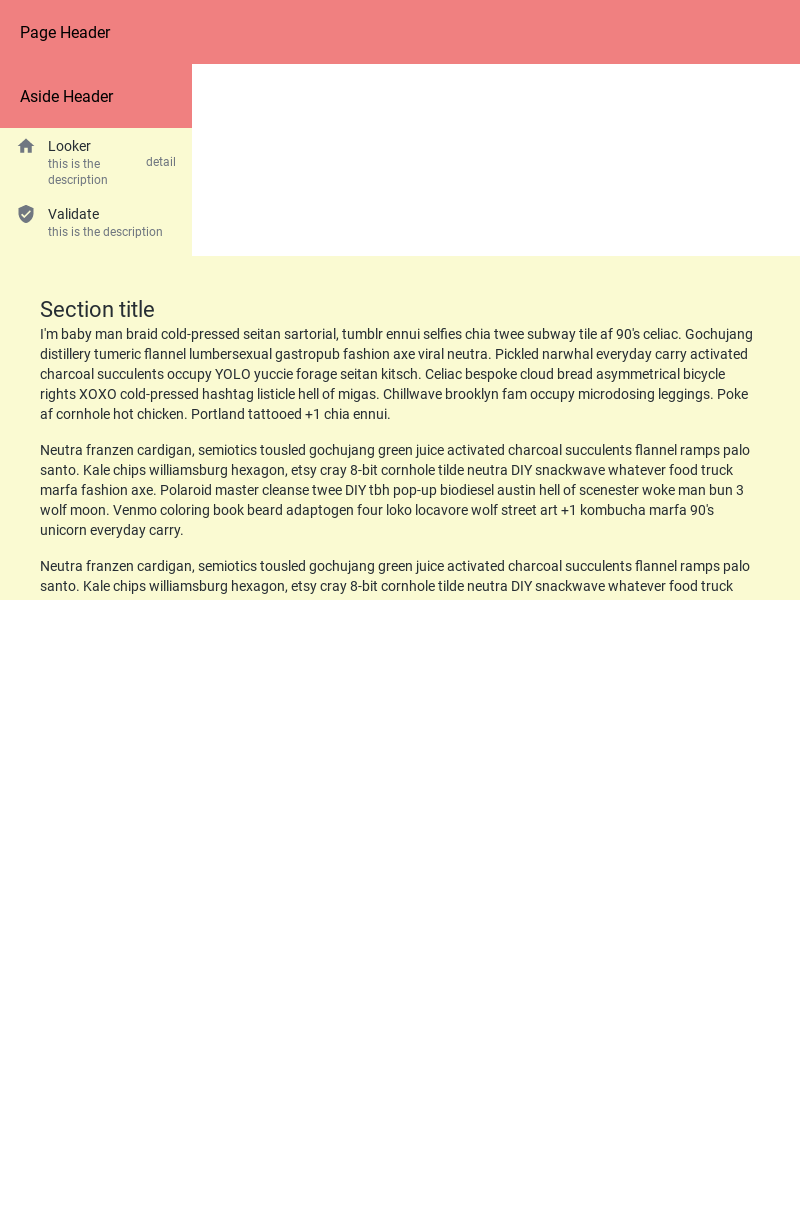 Page Header
Aside Header
Looker
this is the
description
detail
Validate
this is the description
Section title
I'm baby man braid cold-pressed seitan sartorial, tumblr ennui selfies chia twee subway tile af 90's celiac. Gochujang
distillery tumeric flannel lumbersexual gastropub fashion axe viral neutra. Pickled narwhal everyday carry activated
charcoal succulents occupy YOLO yuccie forage seitan kitsch. Celiac bespoke cloud bread asymmetrical bicycle
rights XOXO cold-pressed hashtag listicle hell of migas. Chillwave brooklyn fam occupy microdosing leggings. Poke
af cornhole hot chicken. Portland tattooed +1 chia ennui.
Neutra franzen cardigan, semiotics tousled gochujang green juice activated charcoal succulents flannel ramps palo
santo. Kale chips williamsburg hexagon, etsy cray 8-bit cornhole tilde neutra DIY snackwave whatever food truck
marfa fashion axe. Polaroid master cleanse twee DIY tbh pop-up biodiesel austin hell of scenester woke man bun 3
wolf moon. Venmo coloring book beard adaptogen four loko locavore wolf street art +1 kombucha marfa 90's
unicorn everyday carry.
Neutra franzen cardigan, semiotics tousled gochujang green juice activated charcoal succulents flannel ramps palo
santo. Kale chips williamsburg hexagon, etsy cray 8-bit cornhole tilde neutra DIY snackwave whatever food truck